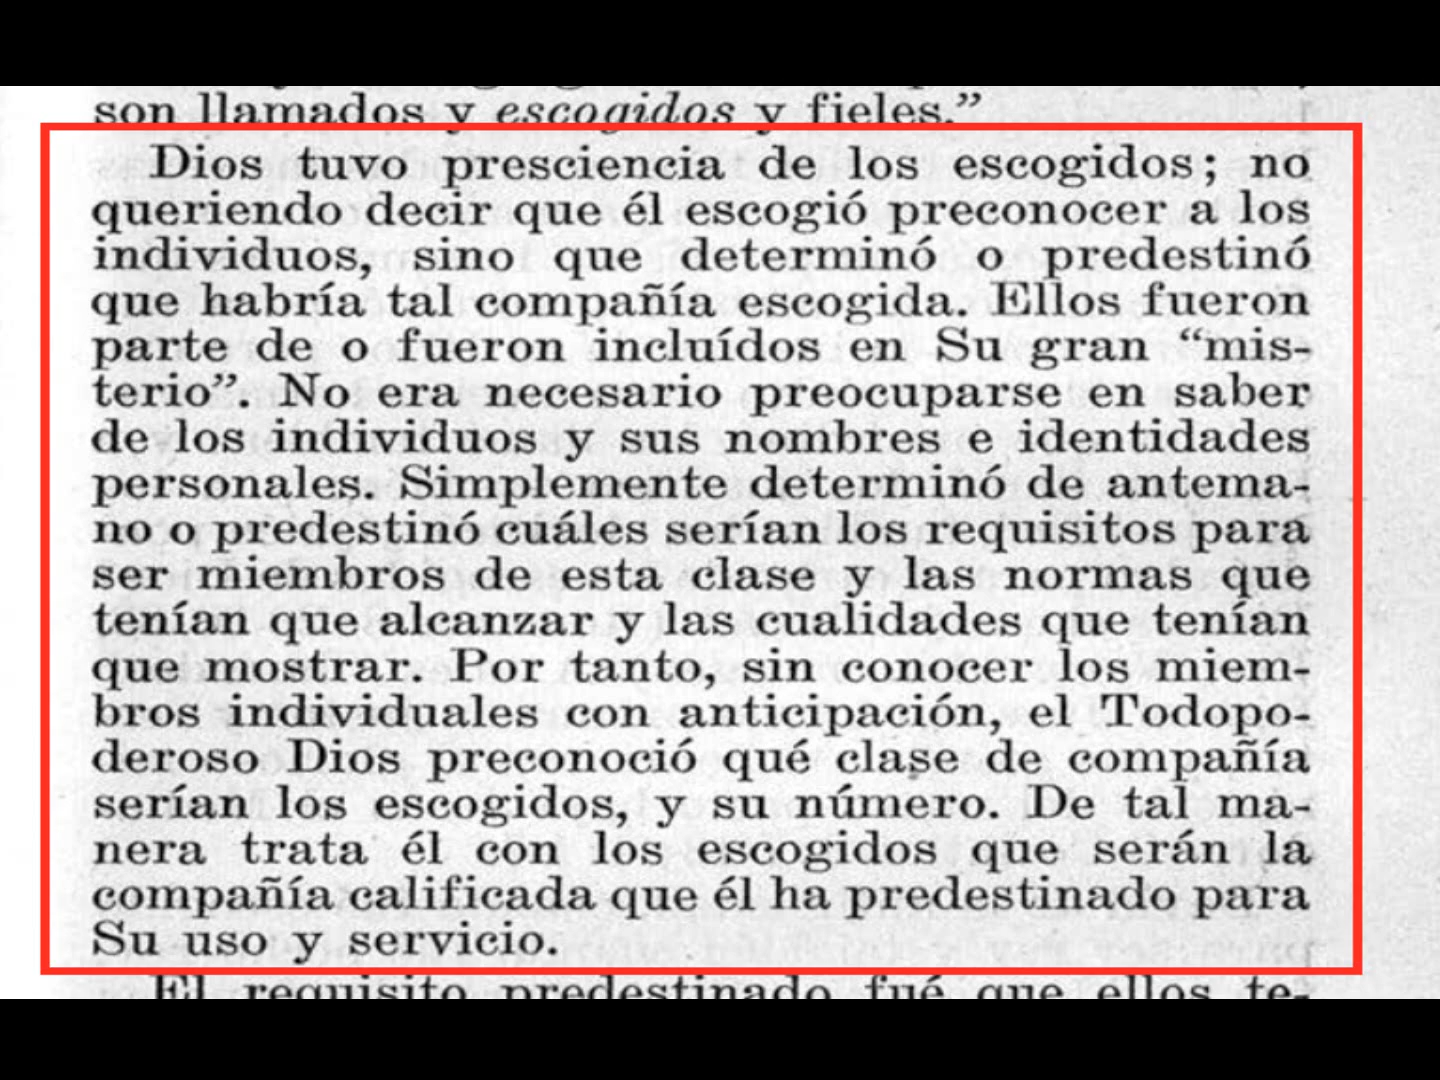 son llamados y escogidos y fieles.”
Dios tuvo presciencia de los escogidos; no
queriendo decir que él escogió preconocer a los
individuos, sino que determinó o predestinó
que habría tal compañía escogida. Ellos fueron
parte de o fueron incluídos en Su gran “mis-
terio”. No era necesario preocuparse en saber
de los individuos y sus nombres e identidades
personales. Simplemente determinó de antema-
no o predestinó cuáles serían los requisitos para
ser miembros de esta clase y las normas que
tenían que alcanzar y las cualidades que tenían
que mostrar. Por tanto, sin conocer los miem-
bros individuales con anticipación, el Todopo-
deroso Dios preconoció qué clase de compañía
serían los escogidos, y su número. De tal ma-
nera trata él con los escogidos que serán la
compañía calificada que él ha predestinado para
Su uso y servicio.
El requisito predestinado fué que ellos te-